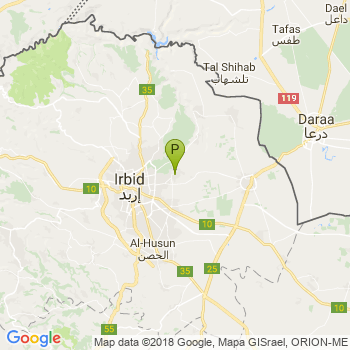 Dael
داعل
Tafas
طفس
Tal Shihab
تلشهاب
35
119
Daraa
درعا
P
Irbid
إربد
10
10
Al-Husun
الحصن
35
25
55
Google
Map data ©2018 Google, Mapa GISrael, ORION-ME